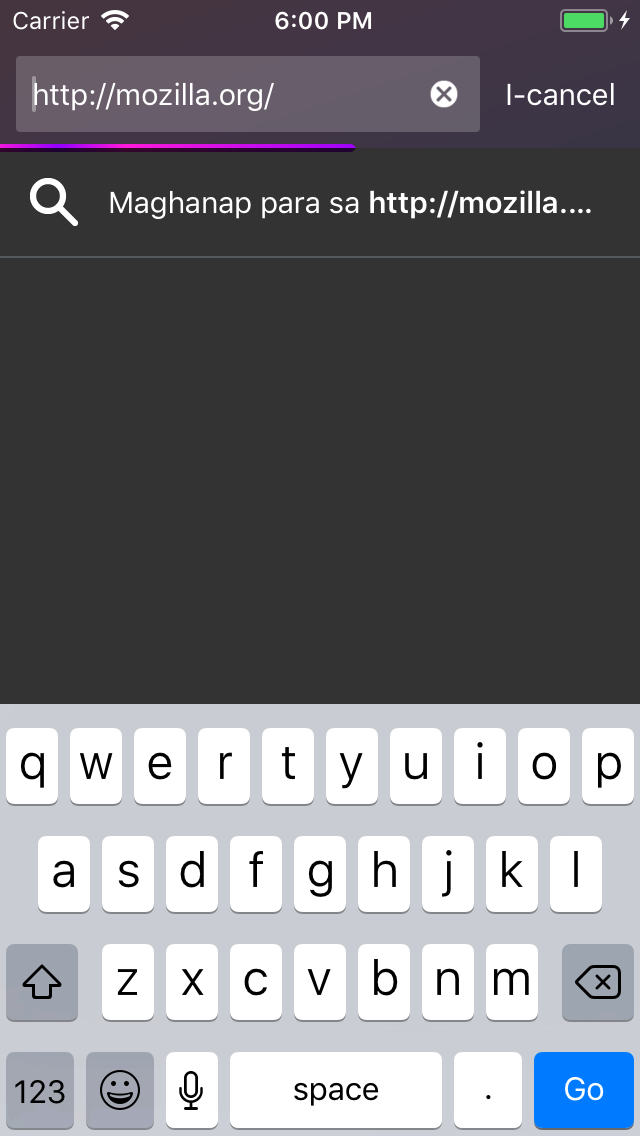 Carrier 6:00 PM
http://mozilla.org/ I-cancel
Maghanap para sa http://mozilla....
q w e r t y u i o p
a s d f g h j k l
z x c v b n m
123 space . Go